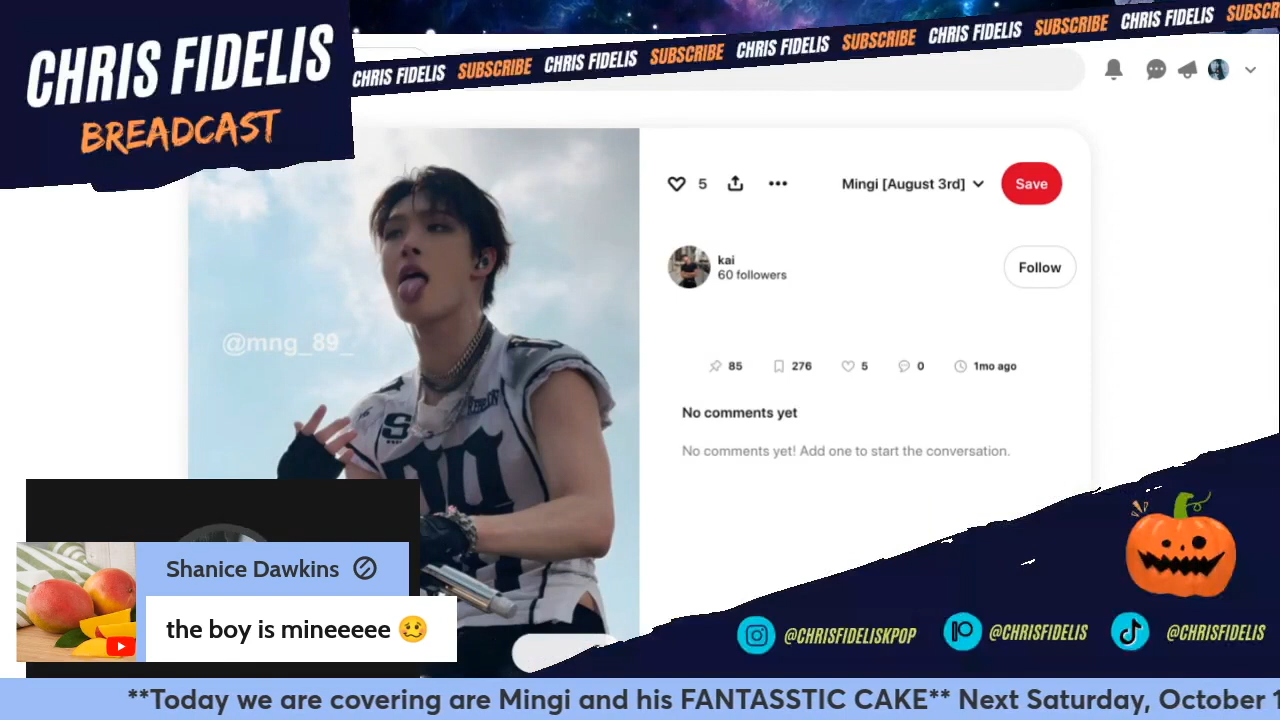 CHRIS FIDELIS
BREADCAST
CHRIS FIDELIS SUBSCRIBE CHRIS FIDELIS SUBSCRIBE CHRIS FIDELIS SUBSCRIBE CHRIS FIDELIS SUBSCRIBE CHRIS FIDELIS SUBSCR
5
Mingi [August 3rd]
Save
kai
60 followers
Follow
@mng_89_
85 276 5 0 1mo ago
No comments yet
No comments yet! Add one to start the conversation.
S
Shanice Dawkins
the boy is mineeeee 🥴
@CHRISFIDELISKPOP @CHRISFIDELIS @CHRISFIDELIS
**Today we are covering are Mingi and his FANTASSTIC CAKE** Next Saturday, October 1